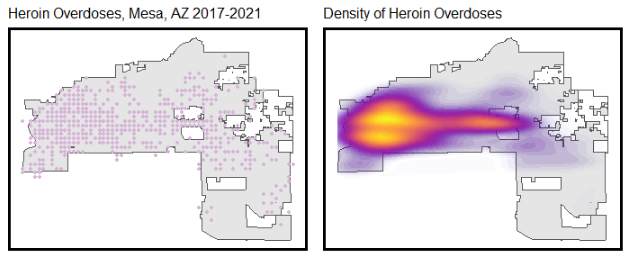 Heroin Overdoses, Mesa, AZ 2017-2021
Density of Heroin Overdoses